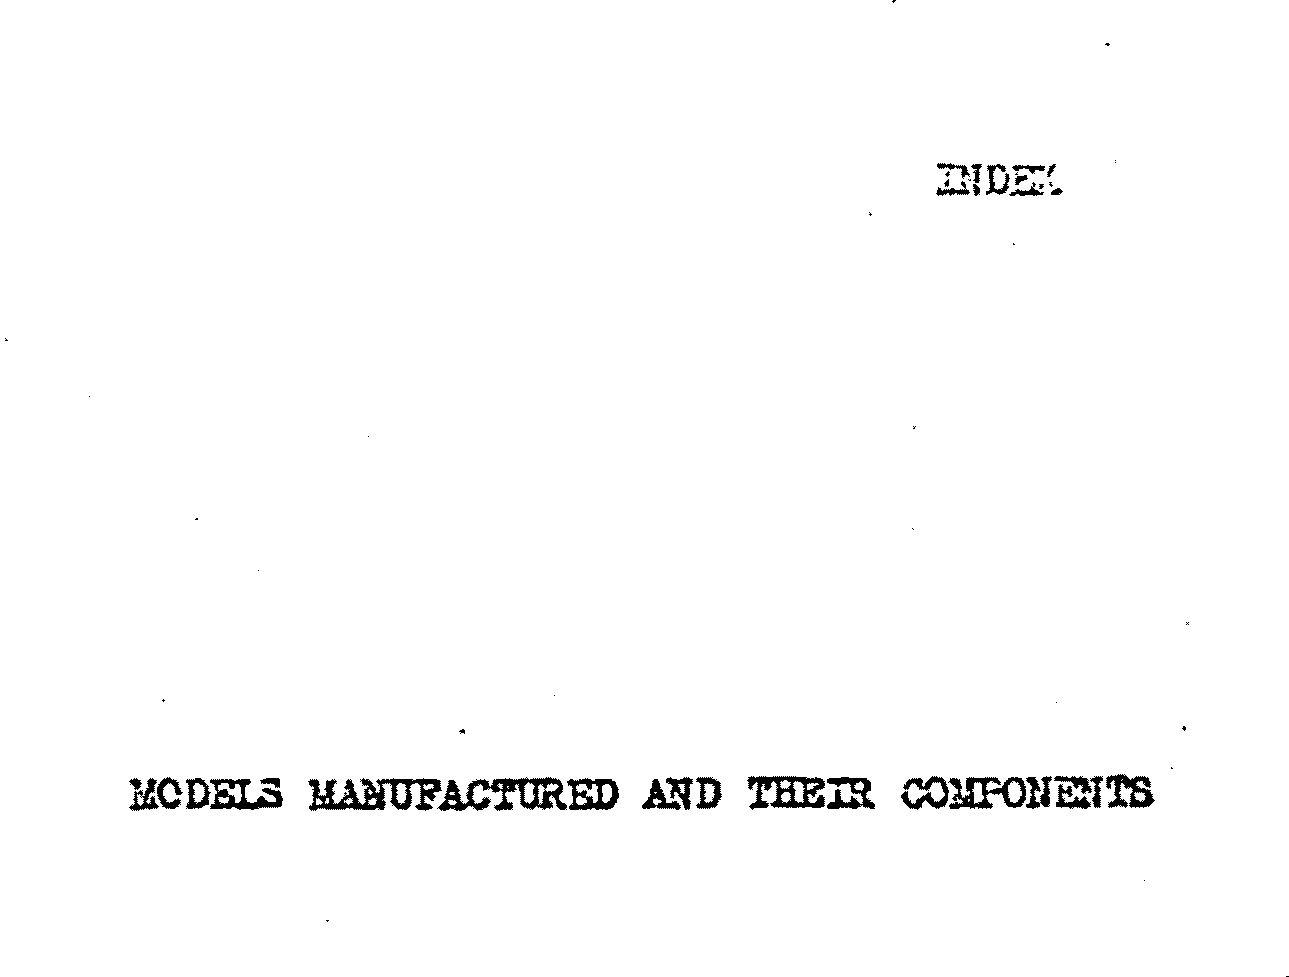 INDEX
MODELS MANUFACTURED AND THEIR COMPONENTS